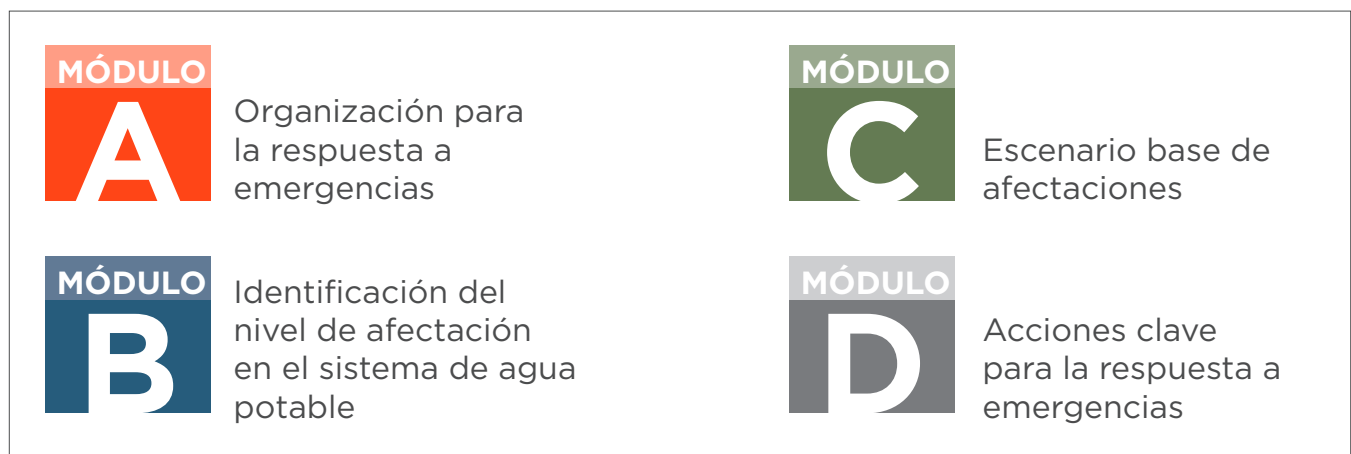 MÓDULO
A
Organización para
la respuesta a
emergencias
MÓDULO
B
Identificación del
nivel de afectación
en el sistema de agua
potable
MÓDULO
C
Escenario base de
afectaciones
MÓDULO
D
Acciones clave
para la respuesta a
emergencias